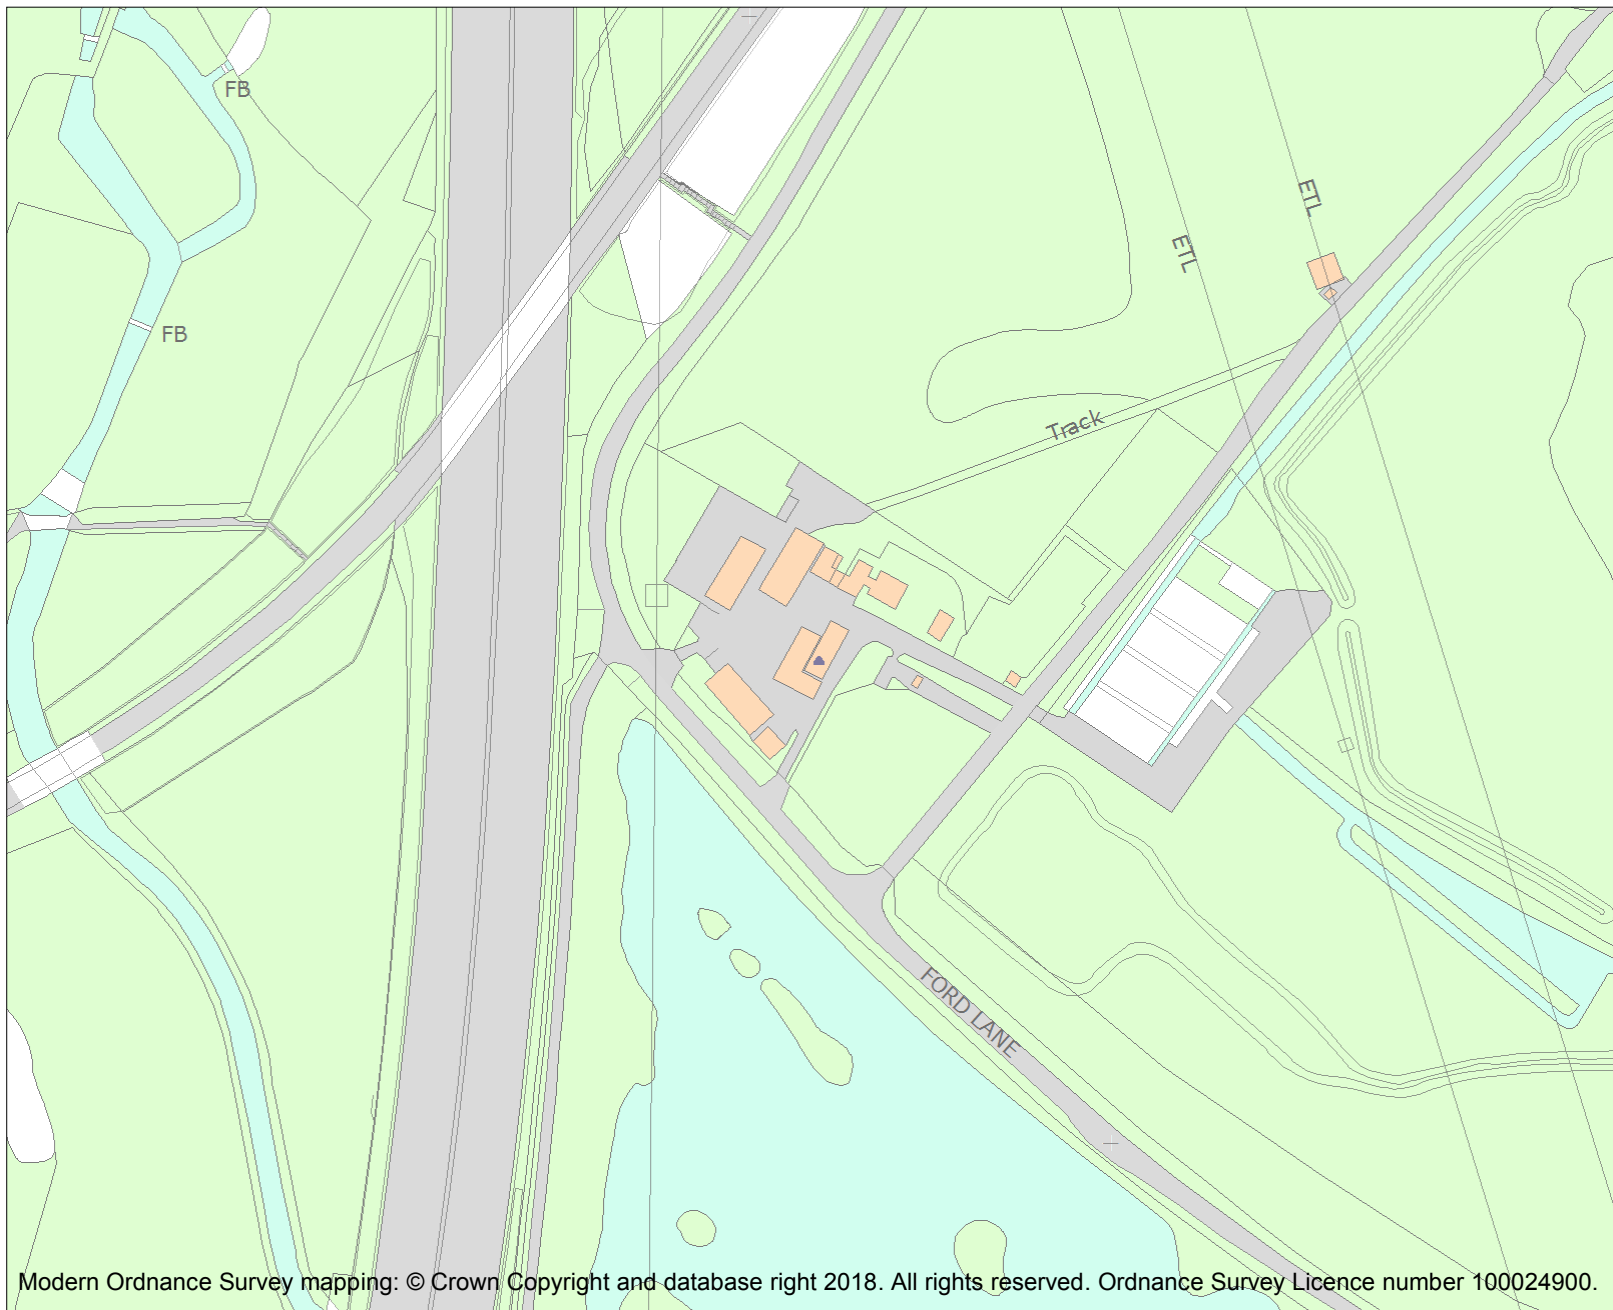 FB
ETL
ETL
FB
Track
FORD LANE
Modern Ordnance Survey mapping: © Crown Copyright and database right 2018. All rights reserved. Ordnance Survey Licence number 100024900.